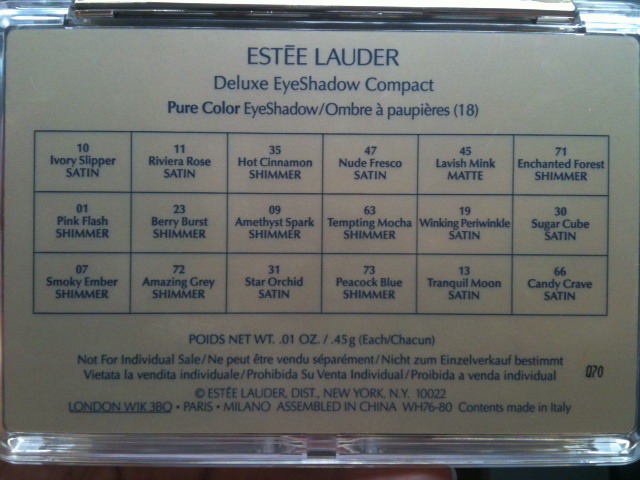 ESTĒE LAUDER
Deluxe EyeShadow Compact
Pure Color EyeShadow/Ombre à paupières (18)
10 11 35 47 45 71
Ivory Slipper Riviera Rose Hot Cinnamon Nude Fresco Lavish Mink Enchanted Forest
SATIN SATIN SHIMMER SATIN MATTE SHIMMER
01 23 09 63 19 30
Pink Flash Berry Burst Amethyst Spark Tempting Mocha Winking Periwinkle Sugar Cube
SHIMMER SHIMMER SHIMMER SHIMMER SATIN SATIN
07 72 31 73 13 66
Smoky Ember Amazing Grey Star Orchid Peacock Blue Tranquil Moon Candy Crave
SHIMMER SHIMMER SATIN SHIMMER SATIN SATIN
POIDS NET WT. .01 OZ. / .45g (Each/Chacun)
Not For Individual Sale/Ne peut être vendu séparément/Nicht zum Einzelverkauf bestimmt
Vietata la vendita individuale/Prohibida Su Venta Individual/Proibida a venda individual
070
© ESTÉE LAUDER, DIST., NEW YORK, N.Y. 10022
LONDON W1K 3BQ • PARIS • MILANO ASSEMBLED IN CHINA WH76-80 Contents made in Italy